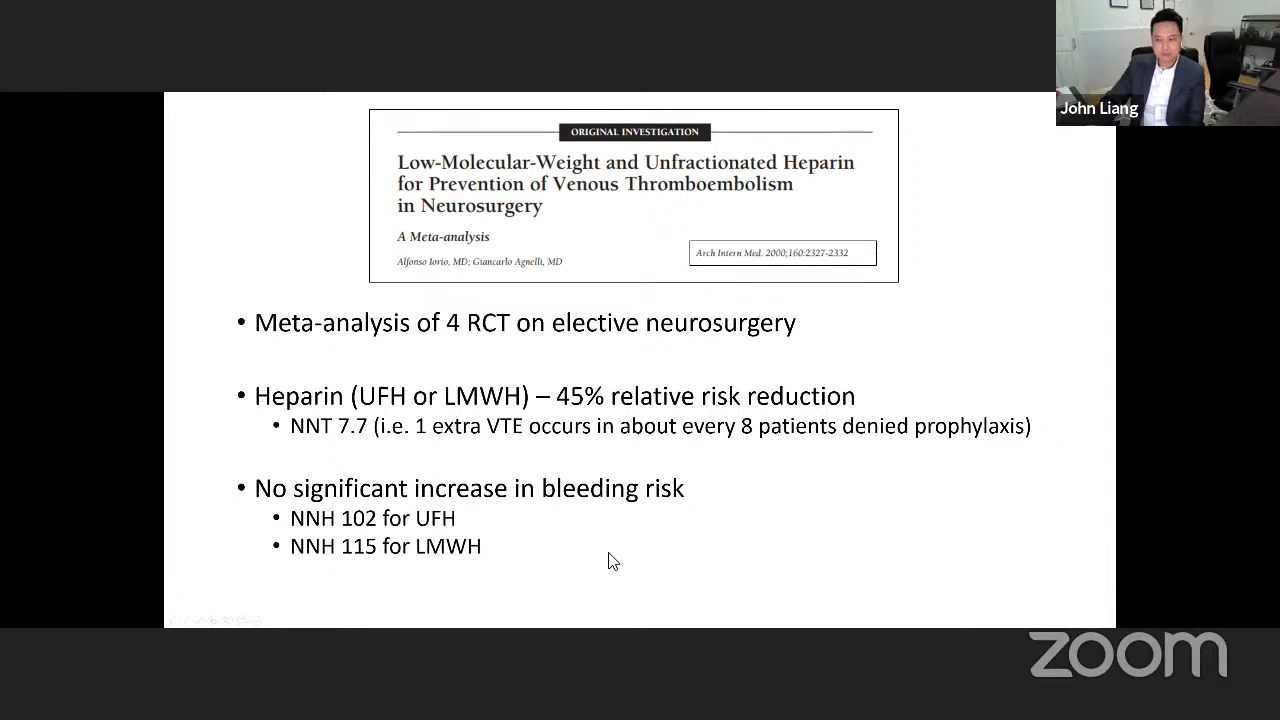 John Liang
ORIGINAL INVESTIGATION
Low-Molecular-Weight and Unfractionated Heparin
for Prevention of Venous Thromboembolism
in Neurosurgery
A Meta-analysis
Alfonso Iorio, MD; Giancarlo Agnelli, MD
Arch Intern Med. 2000;160:2327-2332
• Meta-analysis of 4 RCT on elective neurosurgery
• Heparin (UFH or LMWH) – 45% relative risk reduction
• NNT 7.7 (i.e. 1 extra VTE occurs in about every 8 patients denied prophylaxis)
• No significant increase in bleeding risk
• NNH 102 for UFH
• NNH 115 for LMWH
zoom